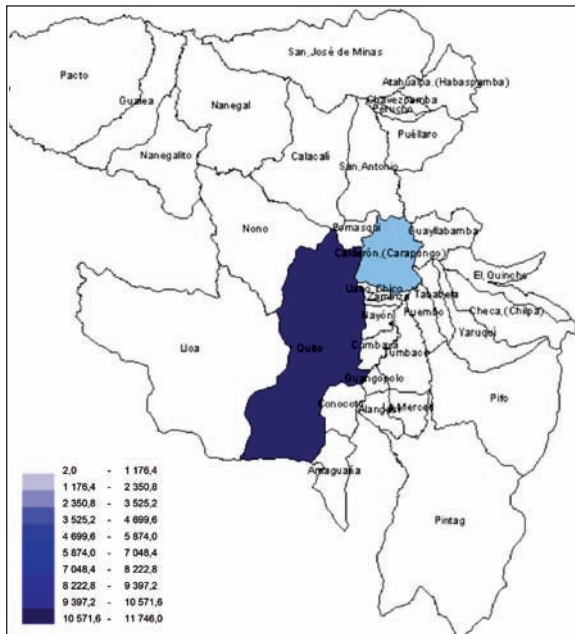 San,José de Minas
Pacto
Atahualpa,(Habaspamba)
Gualea
Nanegal
Chavezpamba
Perucho
Puéllaro
Nanegalito
Calacali
San,Antonio
Nono
Pomasqui
Guayllabamba
Calderón,(Carapungo)
El,Quinche
Llano,Chico
Zambiza
Tababela
Checa,(Chilpa)
Nayón
Puembo
Yaruquí
Lloa
Quito
Cumbayá
Tumbaco
Guangopolo
Pifo
Conocoto
Alangasí
La Merced
Amaguaña
Pintag
2,0 - 1 176,4
1 176,4 - 2 350,8
2 350,8 - 3 525,2
3 525,2 - 4 699,6
4 699,6 - 5 874,0
5 874,0 - 7 048,4
7 048,4 - 8 222,8
8 222,8 - 9 397,2
9 397,2 - 10 571,6
10 571,6 - 11 746,0